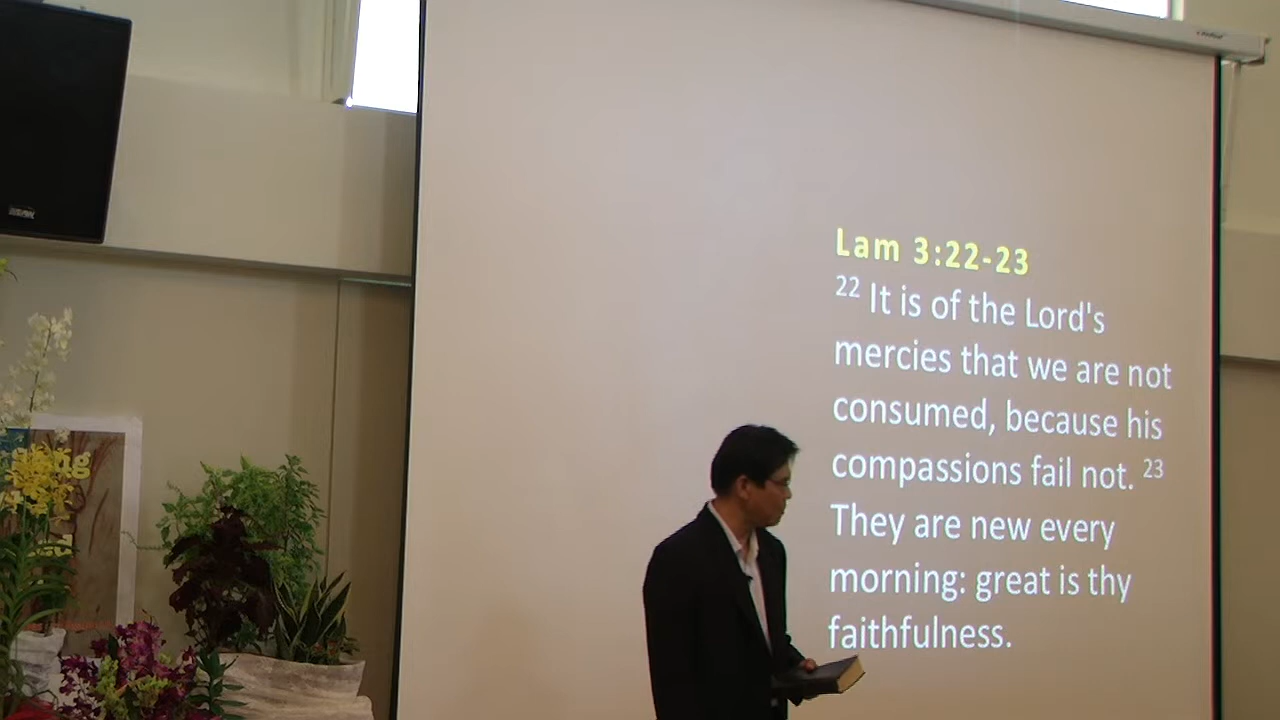 Lam 3:22-23
22 It is of the Lord's
mercies that we are not
consumed, because his
compassions fail not. 23
They are new every
morning: great is thy
faithfulness.